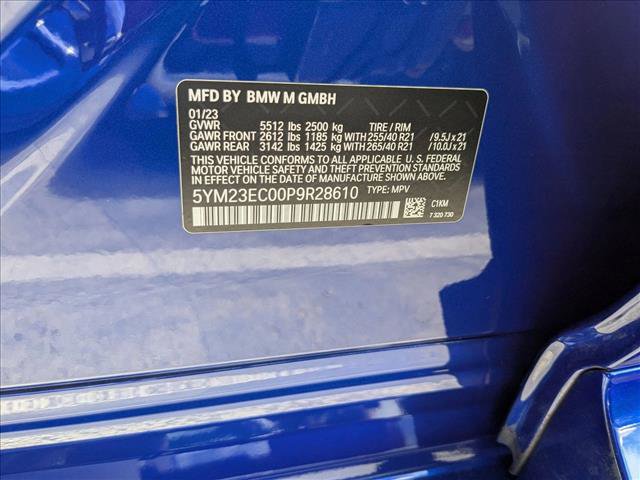 MFD BY BMW M GMBH
01/23
GVWR 5512 lbs 2500 kg TIRE / RIM
GAWR FRONT 2612 lbs 1185 kg WITH 255/40 R21 /9.5J x 21
GAWR REAR 3142 lbs 1425 kg WITH 265/40 R21 /10.0J x 21
THIS VEHICLE CONFORMS TO ALL APPLICABLE U. S. FEDERAL
MOTOR VEHICLE SAFETY AND THEFT PREVENTION STANDARDS
IN EFFECT ON THE DATE OF MANUFACTURE SHOWN ABOVE.
5YM23EC00P9R28610 TYPE: MPV
C1KM
7 320 730